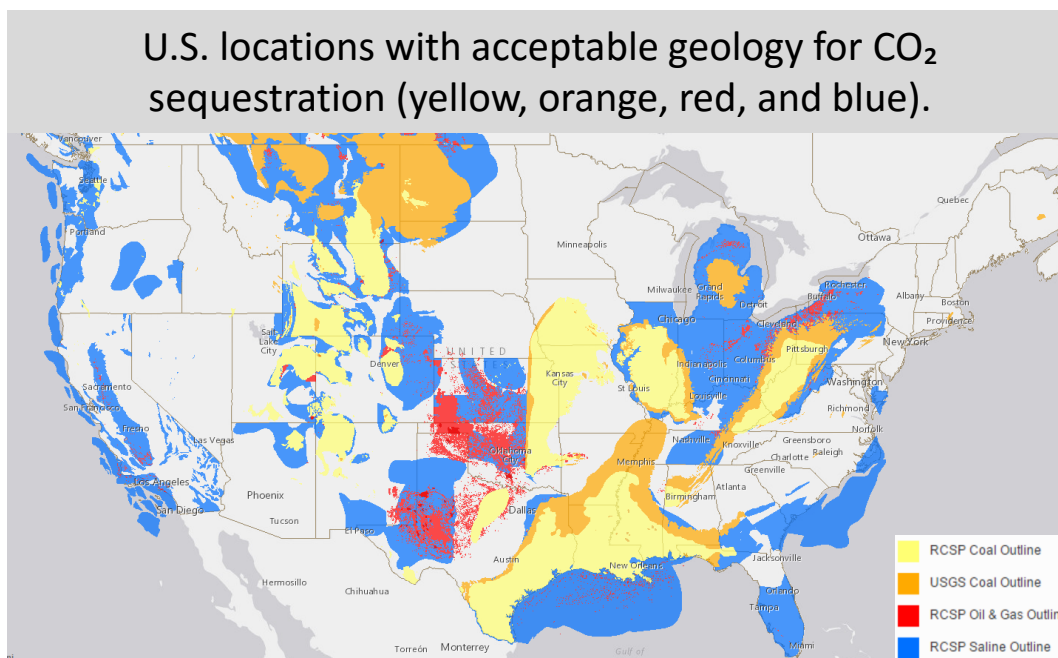 U.S. locations with acceptable geology for CO₂
sequestration (yellow, orange, red, and blue).
Vancouver
Seattle
Portland
Quebec
Ottawa
Minneapolis
Milwaukee
Grand
Rapids
Detroit
Buffalo
Rochester
Albany
Boston
Providence
New York
Chicago
Cleveland
Pittsburgh
Salt
Lake
City
Denver
UNITED
Kansas
City
St Louis
Indianapolis
Columbus
Cincinnati
Louisville
Washington
Richmond
Norfolk
Sacramento
San Francisco
Fresno
Las Vegas
Oklahoma
City
Nashville
Knoxville
Greensboro
Raleigh
Charlotte
Greenville
Memphis
Los Angeles
San Diego
Phoenix
Tucson
El Paso
Dallas
Birmingham
Atlanta
Austin
New Orleans
Jacksonville
Orlando
Tampa
Miami
Hermosillo
Chihuahua
Torreón
Monterrey
Gulf of
RCSP Coal Outline
USGS Coal Outline
RCSP Oil & Gas Outlin
RCSP Saline Outline